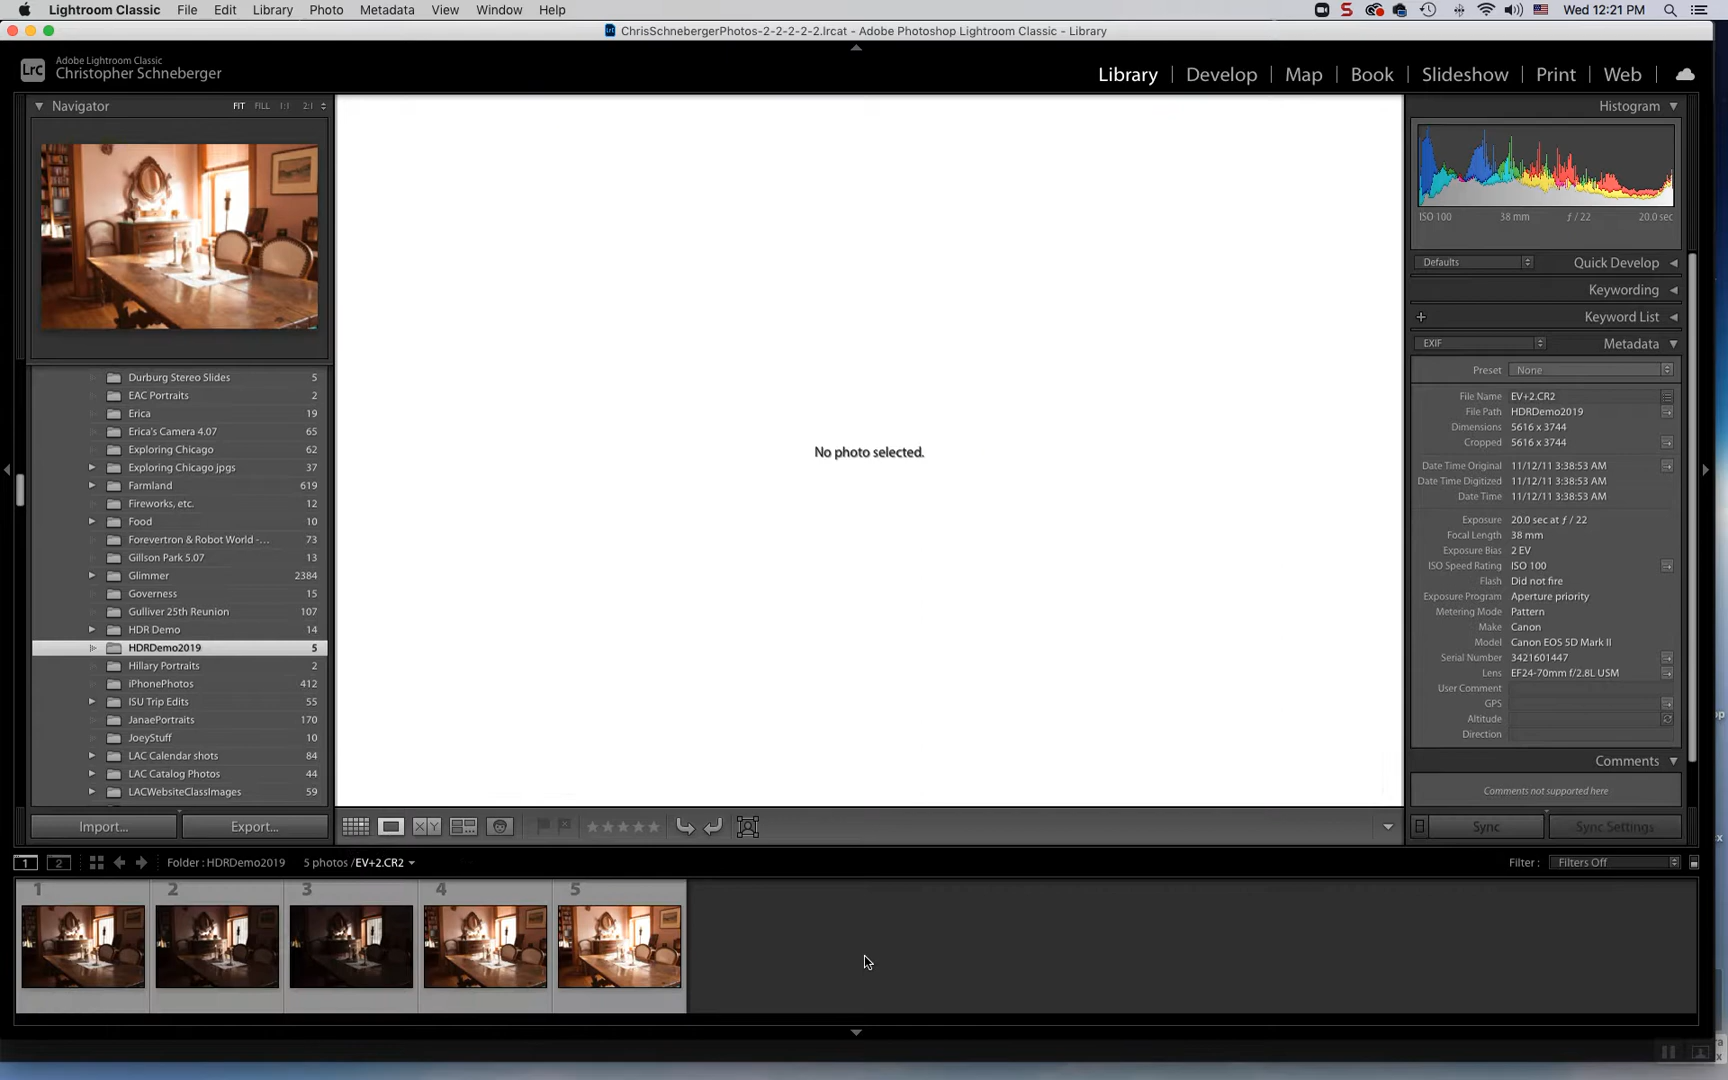 Lightroom Classic File Edit Library Photo Metadata View Window Help Wed 12:21 PM
ChrisSchnebergerPhotos-2-2-2-2-2.lrcat - Adobe Photoshop Lightroom Classic - Library
LrC Adobe Lightroom Classic
Christopher Schneberger
Library | Develop | Map | Book | Slideshow | Print | Web
Navigator FIT FILL 1:1 2:1
Durburg Stereo Slides 5
EAC Portraits 2
Erica 19
Erica's Camera 4.07 65
Exploring Chicago 62
Exploring Chicago jpgs 37
Farmland 619
Fireworks, etc. 12
Food 10
Forevertron & Robot World -... 73
Gillson Park 5.07 13
Glimmer 2384
Governess 15
Gulliver 25th Reunion 107
HDR Demo 14
HDRDemo2019 5
Hillary Portraits 2
iPhonePhotos 412
ISU Trip Edits 55
JanaePortraits 170
JoeyStuff 10
LAC Calendar shots 84
LAC Catalog Photos 44
LACWebsiteClassImages 59
Import... Export...
No photo selected.
Histogram
ISO 100 38 mm ƒ / 22 20.0 sec
Defaults Quick Develop
Keywording
+ Keyword List
EXIF Metadata
Preset None
File Name EV+2.CR2
File Path HDRDemo2019
Dimensions 5616 x 3744
Cropped 5616 x 3744
Date Time Original 11/12/11 3:38:53 AM
Date Time Digitized 11/12/11 3:38:53 AM
Date Time 11/12/11 3:38:53 AM
Exposure 20.0 sec at ƒ / 22
Focal Length 38 mm
Exposure Bias 2 EV
ISO Speed Rating ISO 100
Flash Did not fire
Exposure Program Aperture priority
Metering Mode Pattern
Make Canon
Model Canon EOS 5D Mark II
Serial Number 3421601447
Lens EF24-70mm f/2.8L USM
User Comment
GPS
Altitude
Direction
Comments
Comments not supported here
Sync Sync Settings
X Y
1 2 Folder : HDRDemo2019 5 photos / EV+2.CR2 Filter : Filters Off
1 2 3 4 5